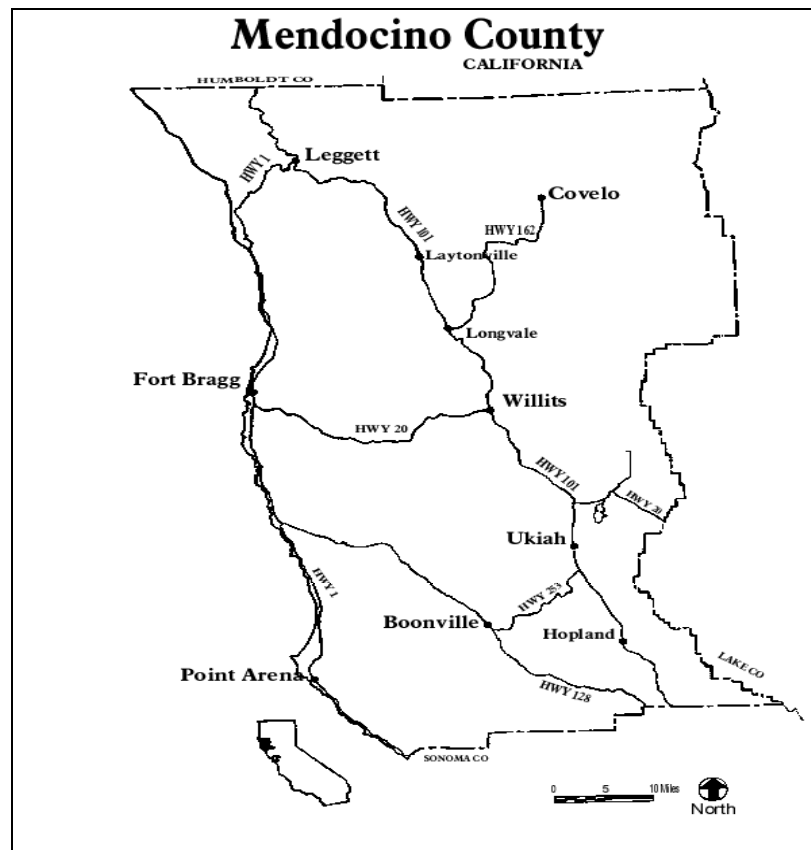 Mendocino County
CALIFORNIA
HUMBOLDT CO
Leggett
HWY 1
Covelo
HWY 101
HWY 162
Laytonville
Longvale
Fort Bragg
Willits
HWY 20
HWY 101
HWY 20
Ukiah
HWY 1
HWY 253
Boonville
Hopland
LAKE CO
Point Arena
HWY 128
SONOMA CO
0 5 10 Miles
North